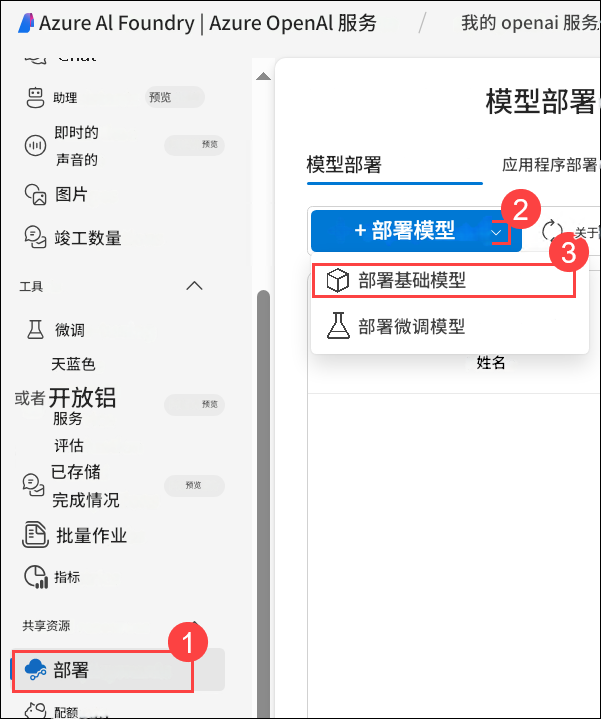 Azure Al Foundry | Azure OpenAl 服务 / 我的 openai 服务
Chat
助理 预览
即时的
声音的
预览
图片
竣工数量
工具
微调
天蓝色
或者 开放铝
服务
预览
评估
已存储
完成情况
预览
批量作业
指标
共享资源
1
部署
配额
模型部署
模型部署 应用程序部署
+ 部署模型
2
关于
3
部署基础模型
部署微调模型
姓名